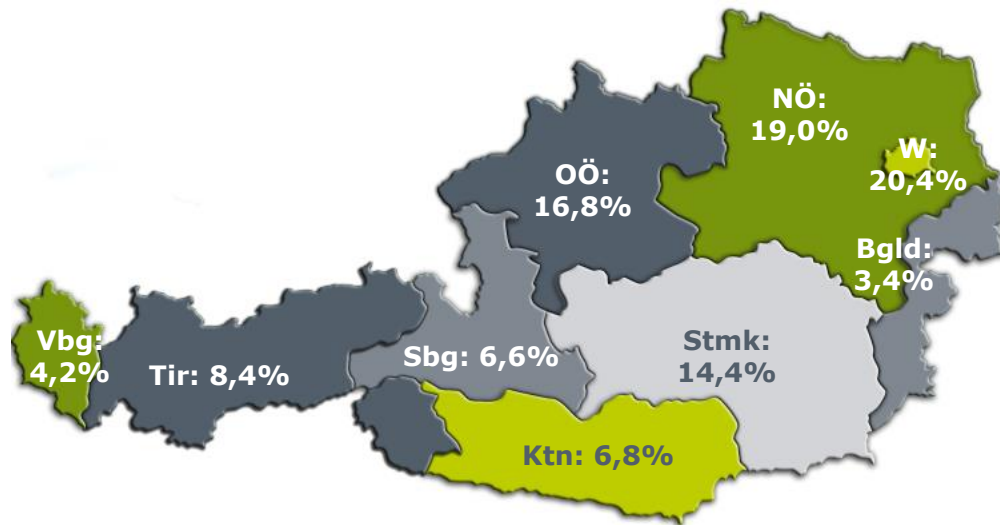 NÖ:
19,0%
W:
20,4%
OÖ:
16,8%
Bgld:
3,4%
Vbg:
4,2%
Tir: 8,4%
Sbg: 6,6%
Stmk:
14,4%
Ktn: 6,8%